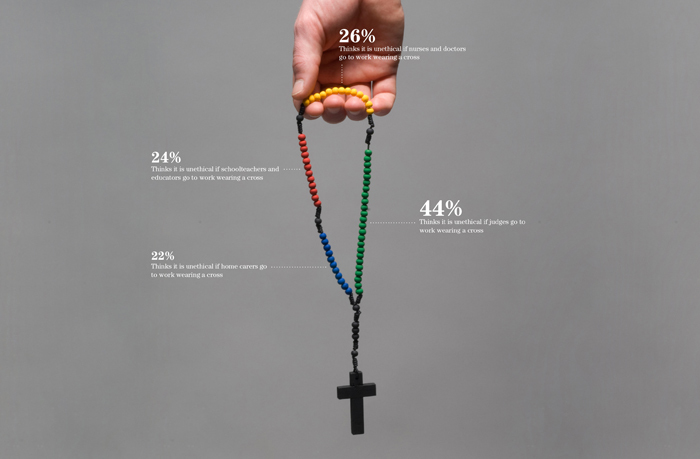 26%
Thinks it is unethical if nurses and doctors
go to work wearing a cross
24%
Thinks it is unethical if schoolteachers and
educators go to work wearing a cross
44%
Thinks it is unethical if judges go to
work wearing a cross
22%
Thinks it is unethical if home carers go
to work wearing a cross